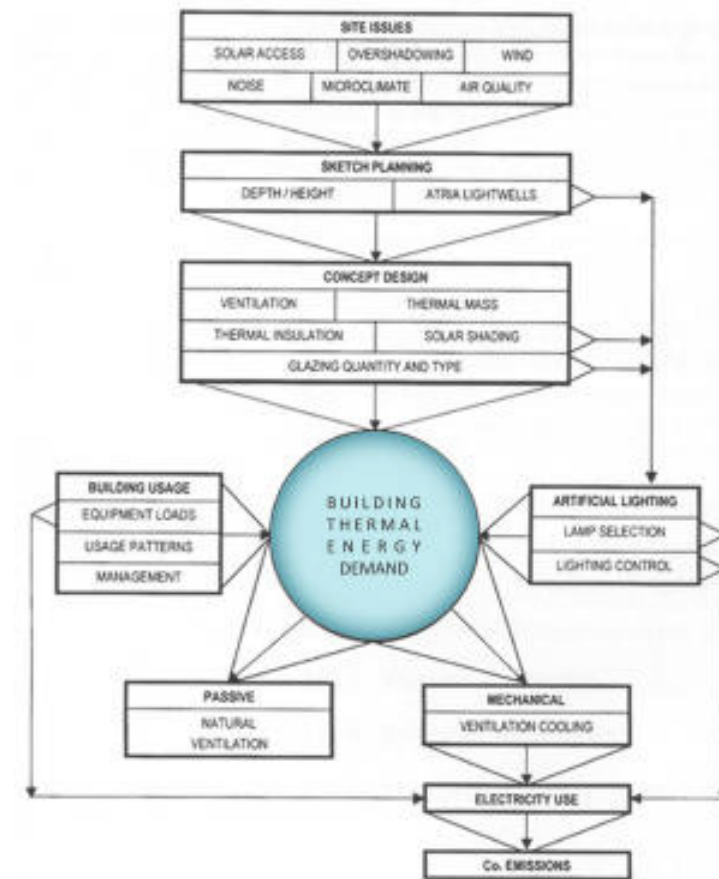 SITE ISSUES
SOLAR ACCESS OVERSHADOWING WIND
NOISE MICROCLIMATE AIR QUALITY
SKETCH PLANNING
DEPTH / HEIGHT ATRIA LIGHTWELLS
CONCEPT DESIGN
VENTILATION THERMAL MASS
THERMAL INSULATION SOLAR SHADING
GLAZING QUANTITY AND TYPE
BUILDING USAGE
EQUIPMENT LOADS
USAGE PATTERNS
MANAGEMENT
BUILDING
THERMAL
ENERGY
DEMAND
ARTIFICIAL LIGHTING
LAMP SELECTION
LIGHTING CONTROL
PASSIVE
NATURAL
VENTILATION
MECHANICAL
VENTILATION COOLING
ELECTRICITY USE
Co. EMISSIONS